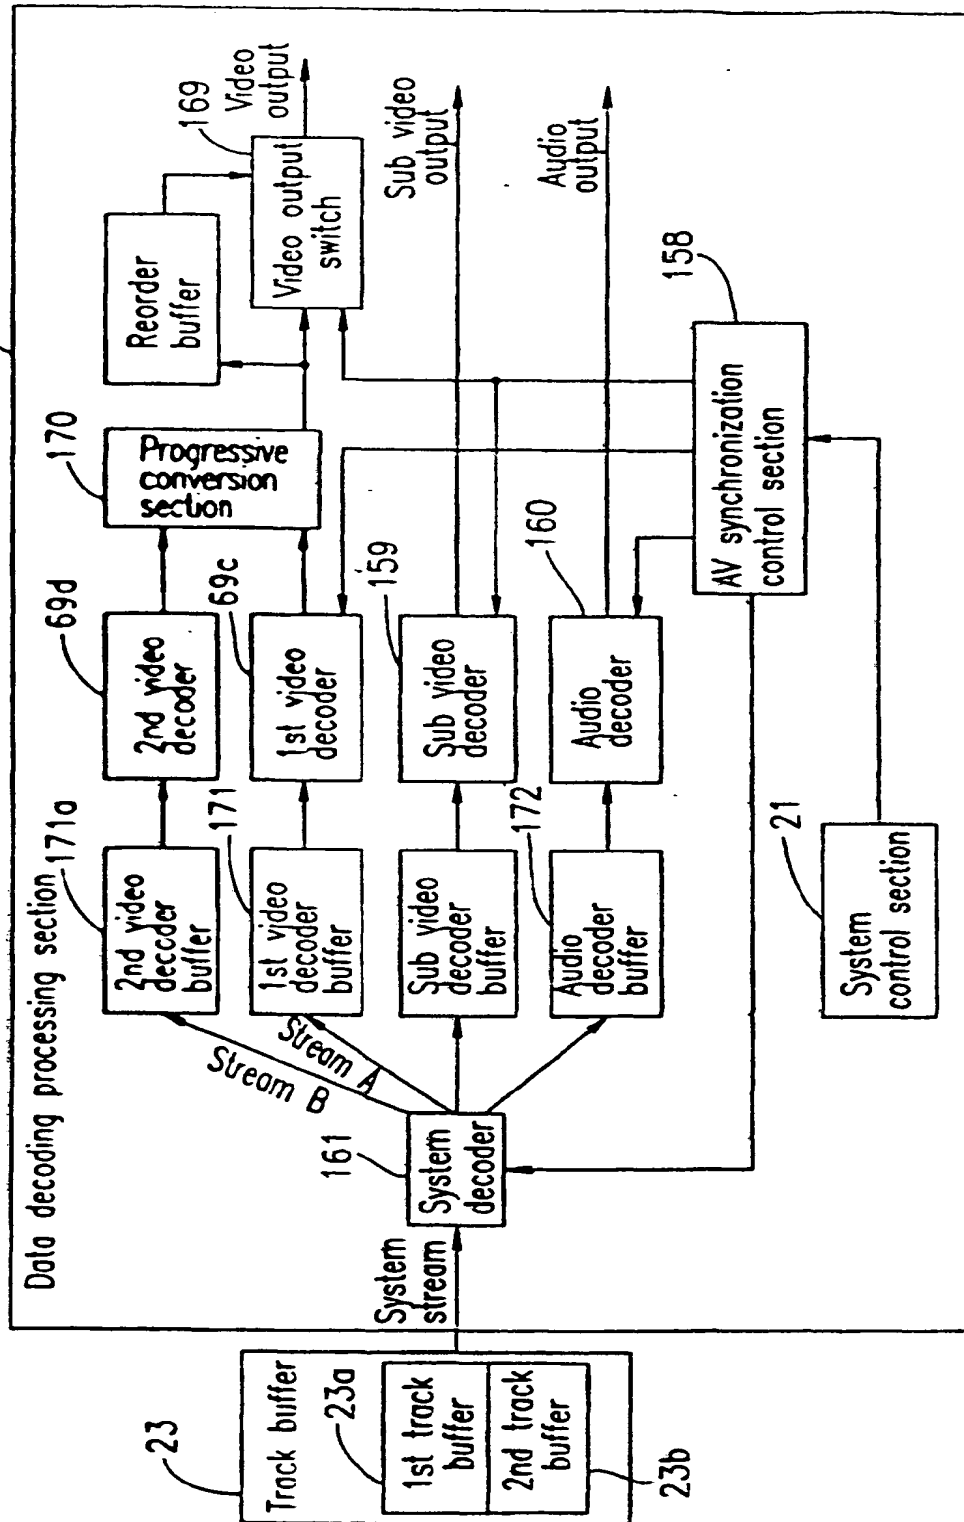 Data decoding processing section
23
Track buffer
23a
1st track
buffer
2nd track
buffer
23b
System
stream
161
System
decoder
Stream B
Stream A
171a
2nd video
deccder
buffer
171
1st video
decoder
buffer
Sub video
decoder
buffer
172
Audio
decoder
buffer
69d
2nd video
decoder
69c
1st video
decoder
159
Sub video
decoder
160
Audio
decoder
170
Progressive
conversion
section
Reorder
buffer
169
Video output
switch
Video
output
Sub video
output
Audio
output
158
AV synchronization
control section
21
System
control section